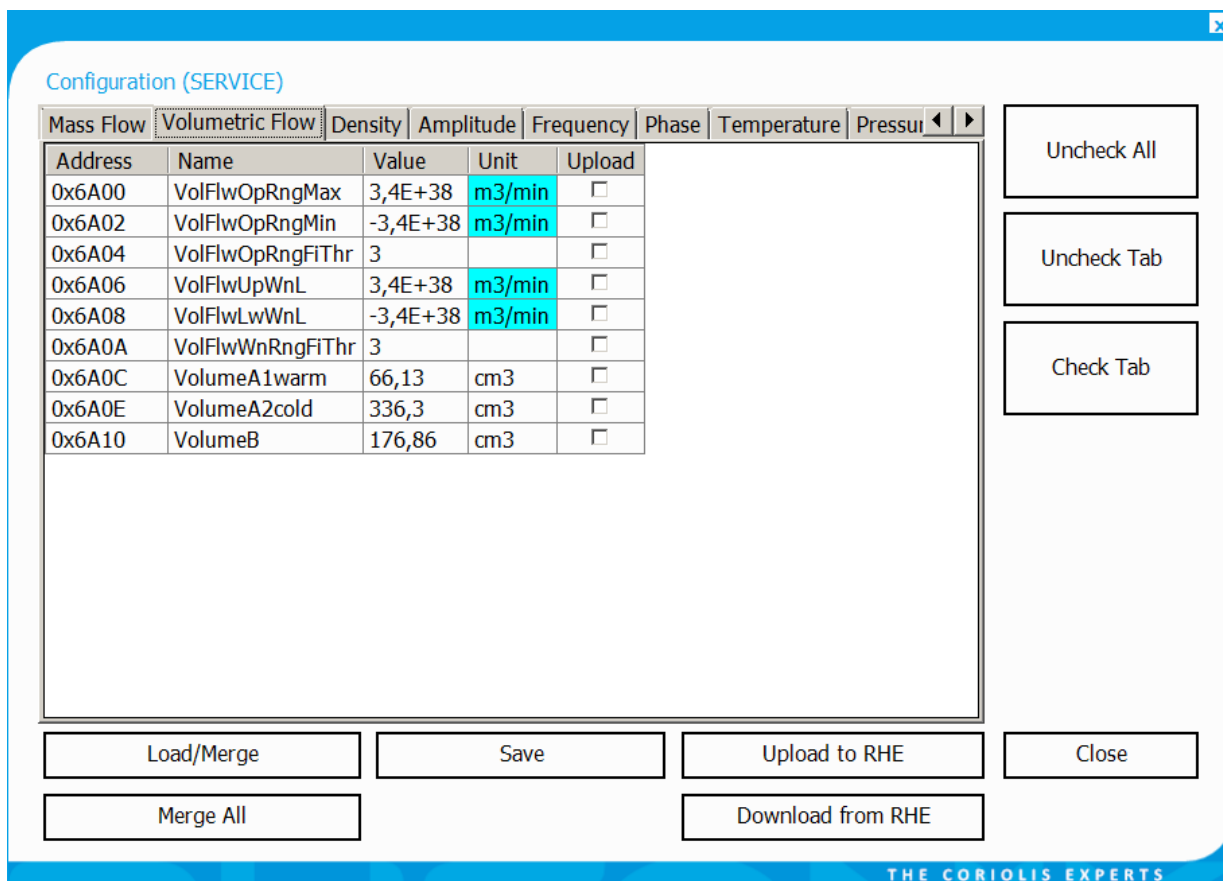 Configuration (SERVICE)
Mass Flow Volumetric Flow Density Amplitude Frequency Phase Temperature Pressur
Address Name Value Unit Upload
0x6A00 VolFlwOpRngMax 3,4E+38 m3/min
0x6A02 VolFlwOpRngMin -3,4E+38 m3/min
0x6A04 VolFlwOpRngFiThr 3
0x6A06 VolFlwUpWnL 3,4E+38 m3/min
0x6A08 VolFlwLwWnL -3,4E+38 m3/min
0x6A0A VolFlwWnRngFiThr 3
0x6A0C VolumeA1warm 66,13 cm3
0x6A0E VolumeA2cold 336,3 cm3
0x6A10 VolumeB 176,86 cm3
Uncheck All
Uncheck Tab
Check Tab
Load/Merge Save Upload to RHE Close
Merge All Download from RHE
THE CORIOLIS EXPERTS